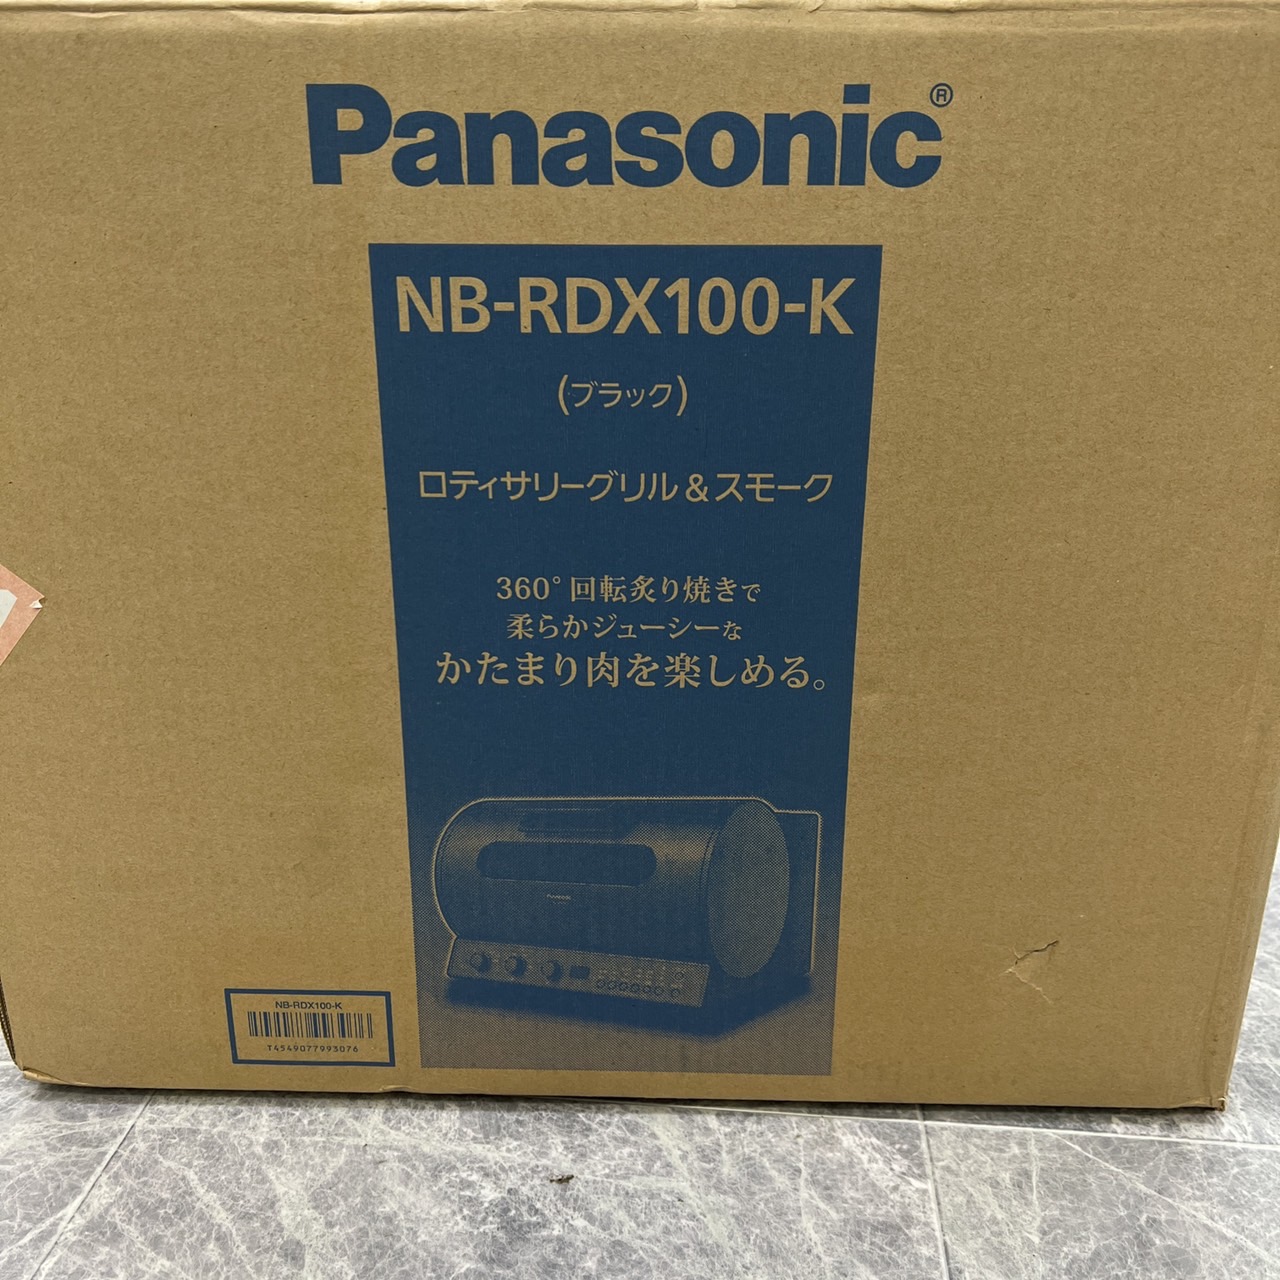 Panasonic®
NB-RDX100-K
(ブラック)
ロティサリーグリル&スモーク
360°回転炙り焼きで
柔らかジューシーな
かたまり肉を楽しめる。
Panasonic
NB-RDX100-K
T4549077993076